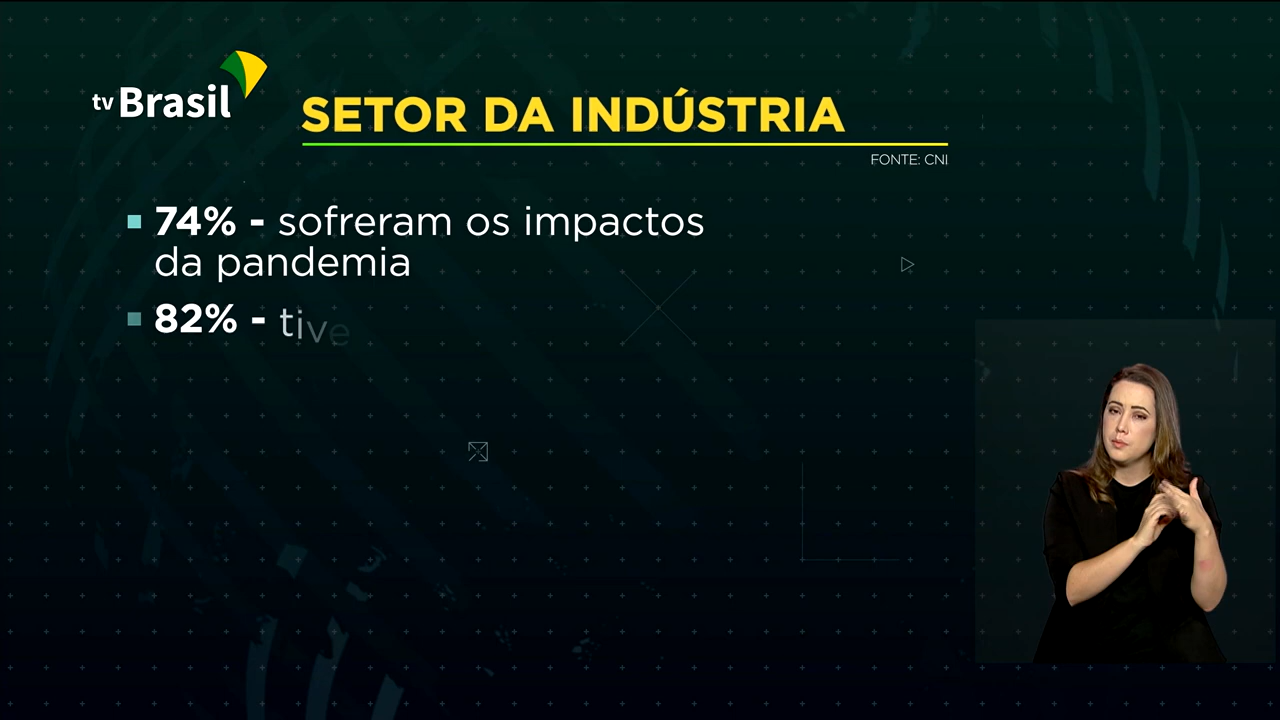 tv Brasil
SETOR DA INDÚSTRIA
FONTE: CNI
74% - sofreram os impactos
da pandemia
82% - tive